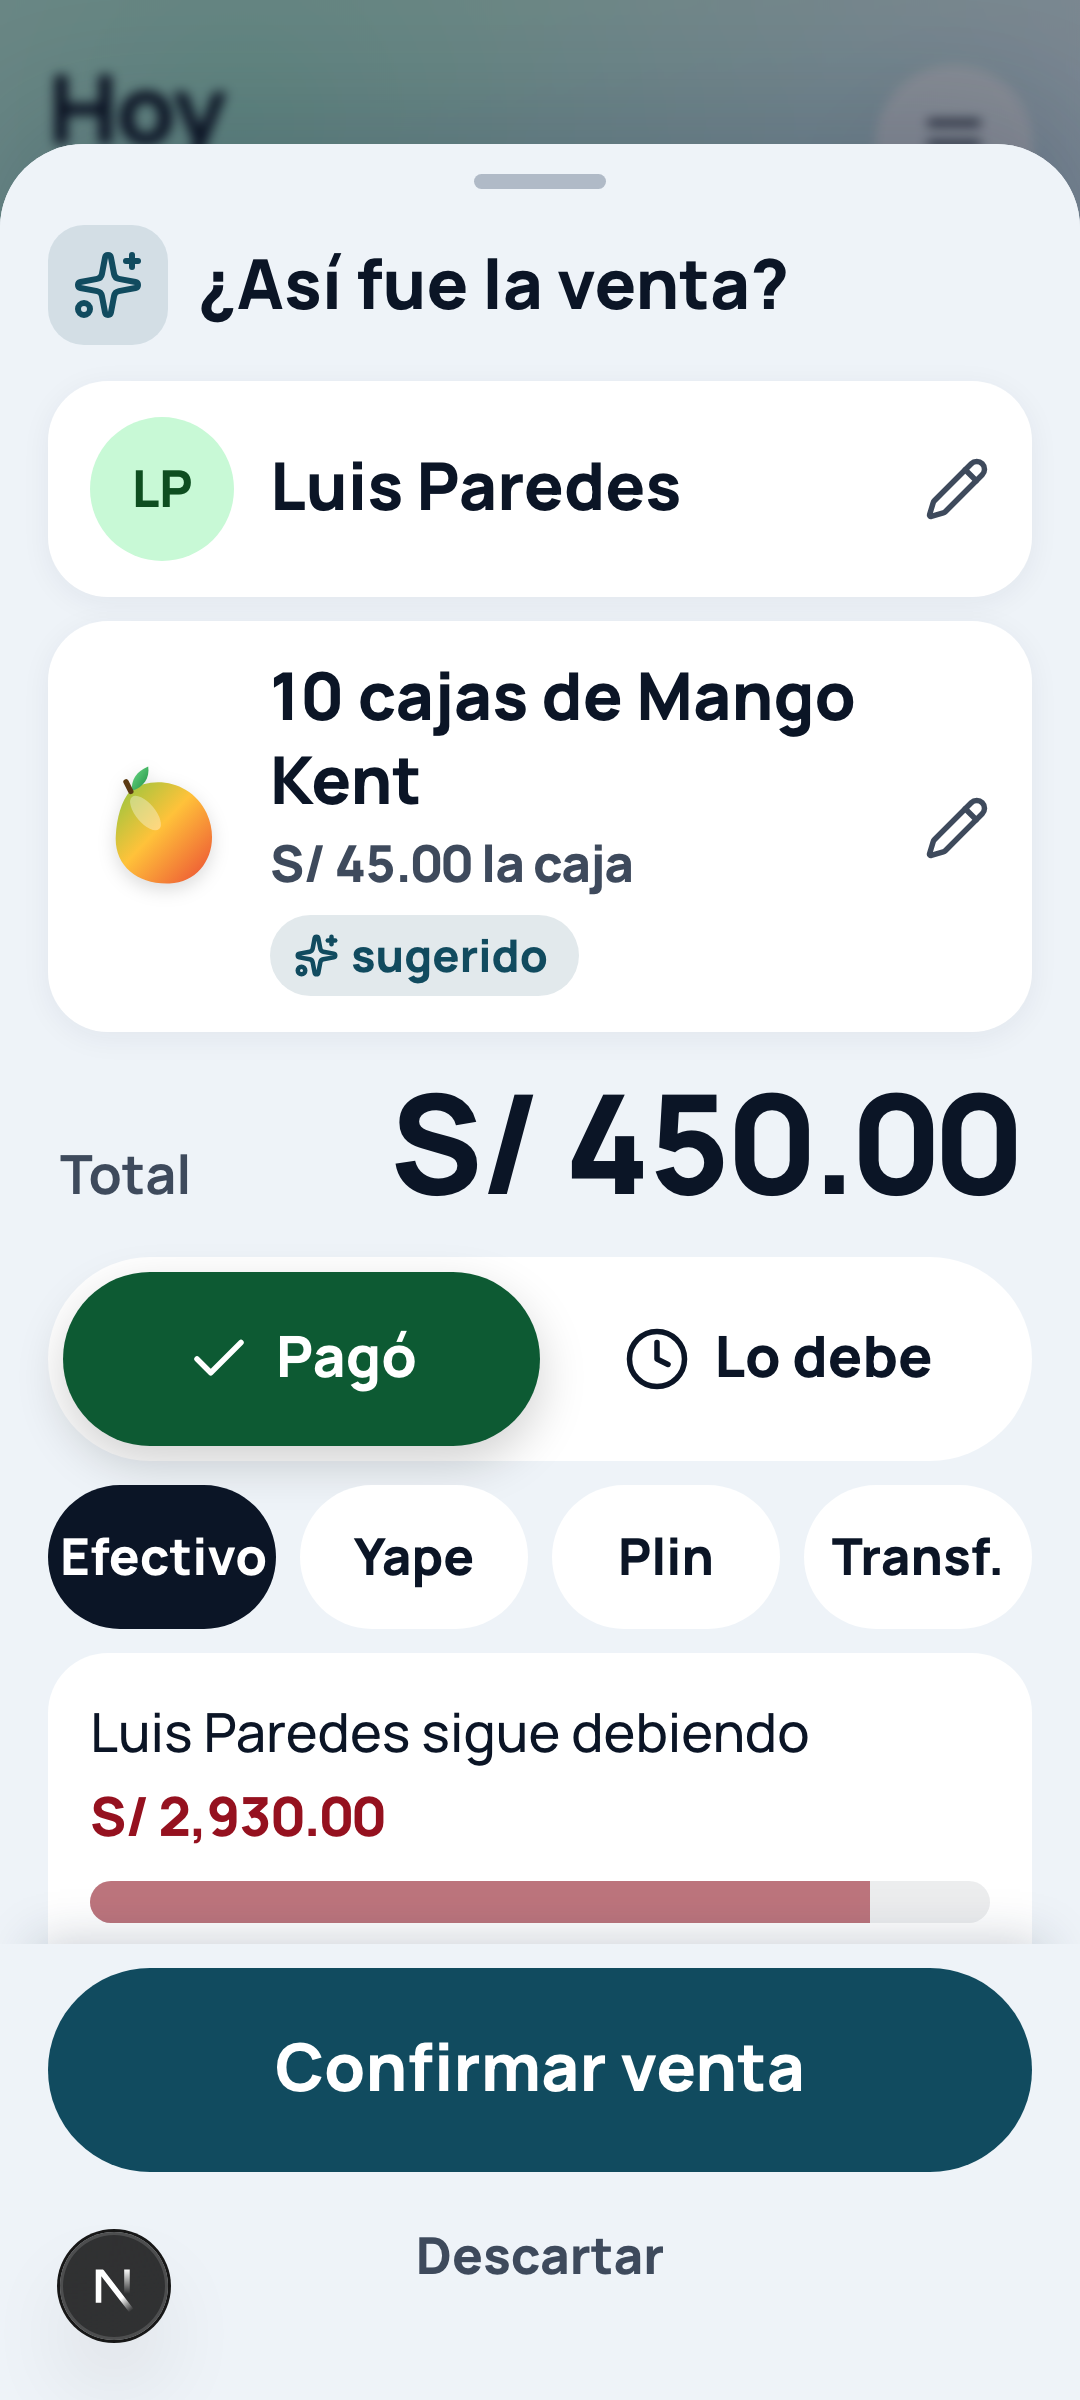 Hoy
¿Así fue la venta?
LP
Luis Paredes
10 cajas de Mango
Kent
S/ 45.00 la caja
sugerido
Total
S/ 450.00
Pagó
Lo debe
Efectivo
Yape
Plin
Transf.
Luis Paredes sigue debiendo
S/ 2,930.00
Confirmar venta
Descartar
N